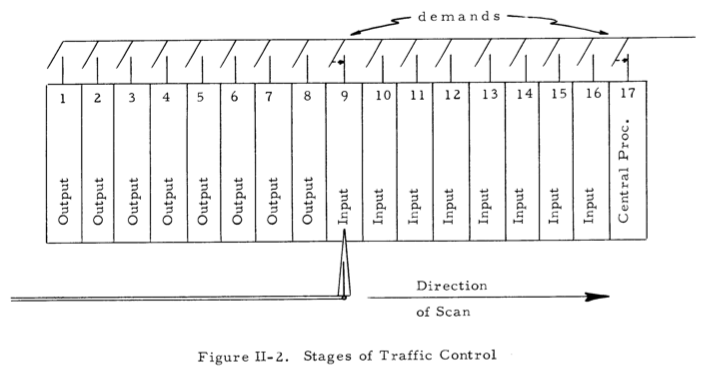 demands
1 2 3 4 5 6 7 8 9 10 11 12 13 14 15 16 17
Output Output Output Output Output Output Output Output Input Input Input Input Input Input Input Input Central Proc.
Direction
of Scan
Figure II-2. Stages of Traffic Control